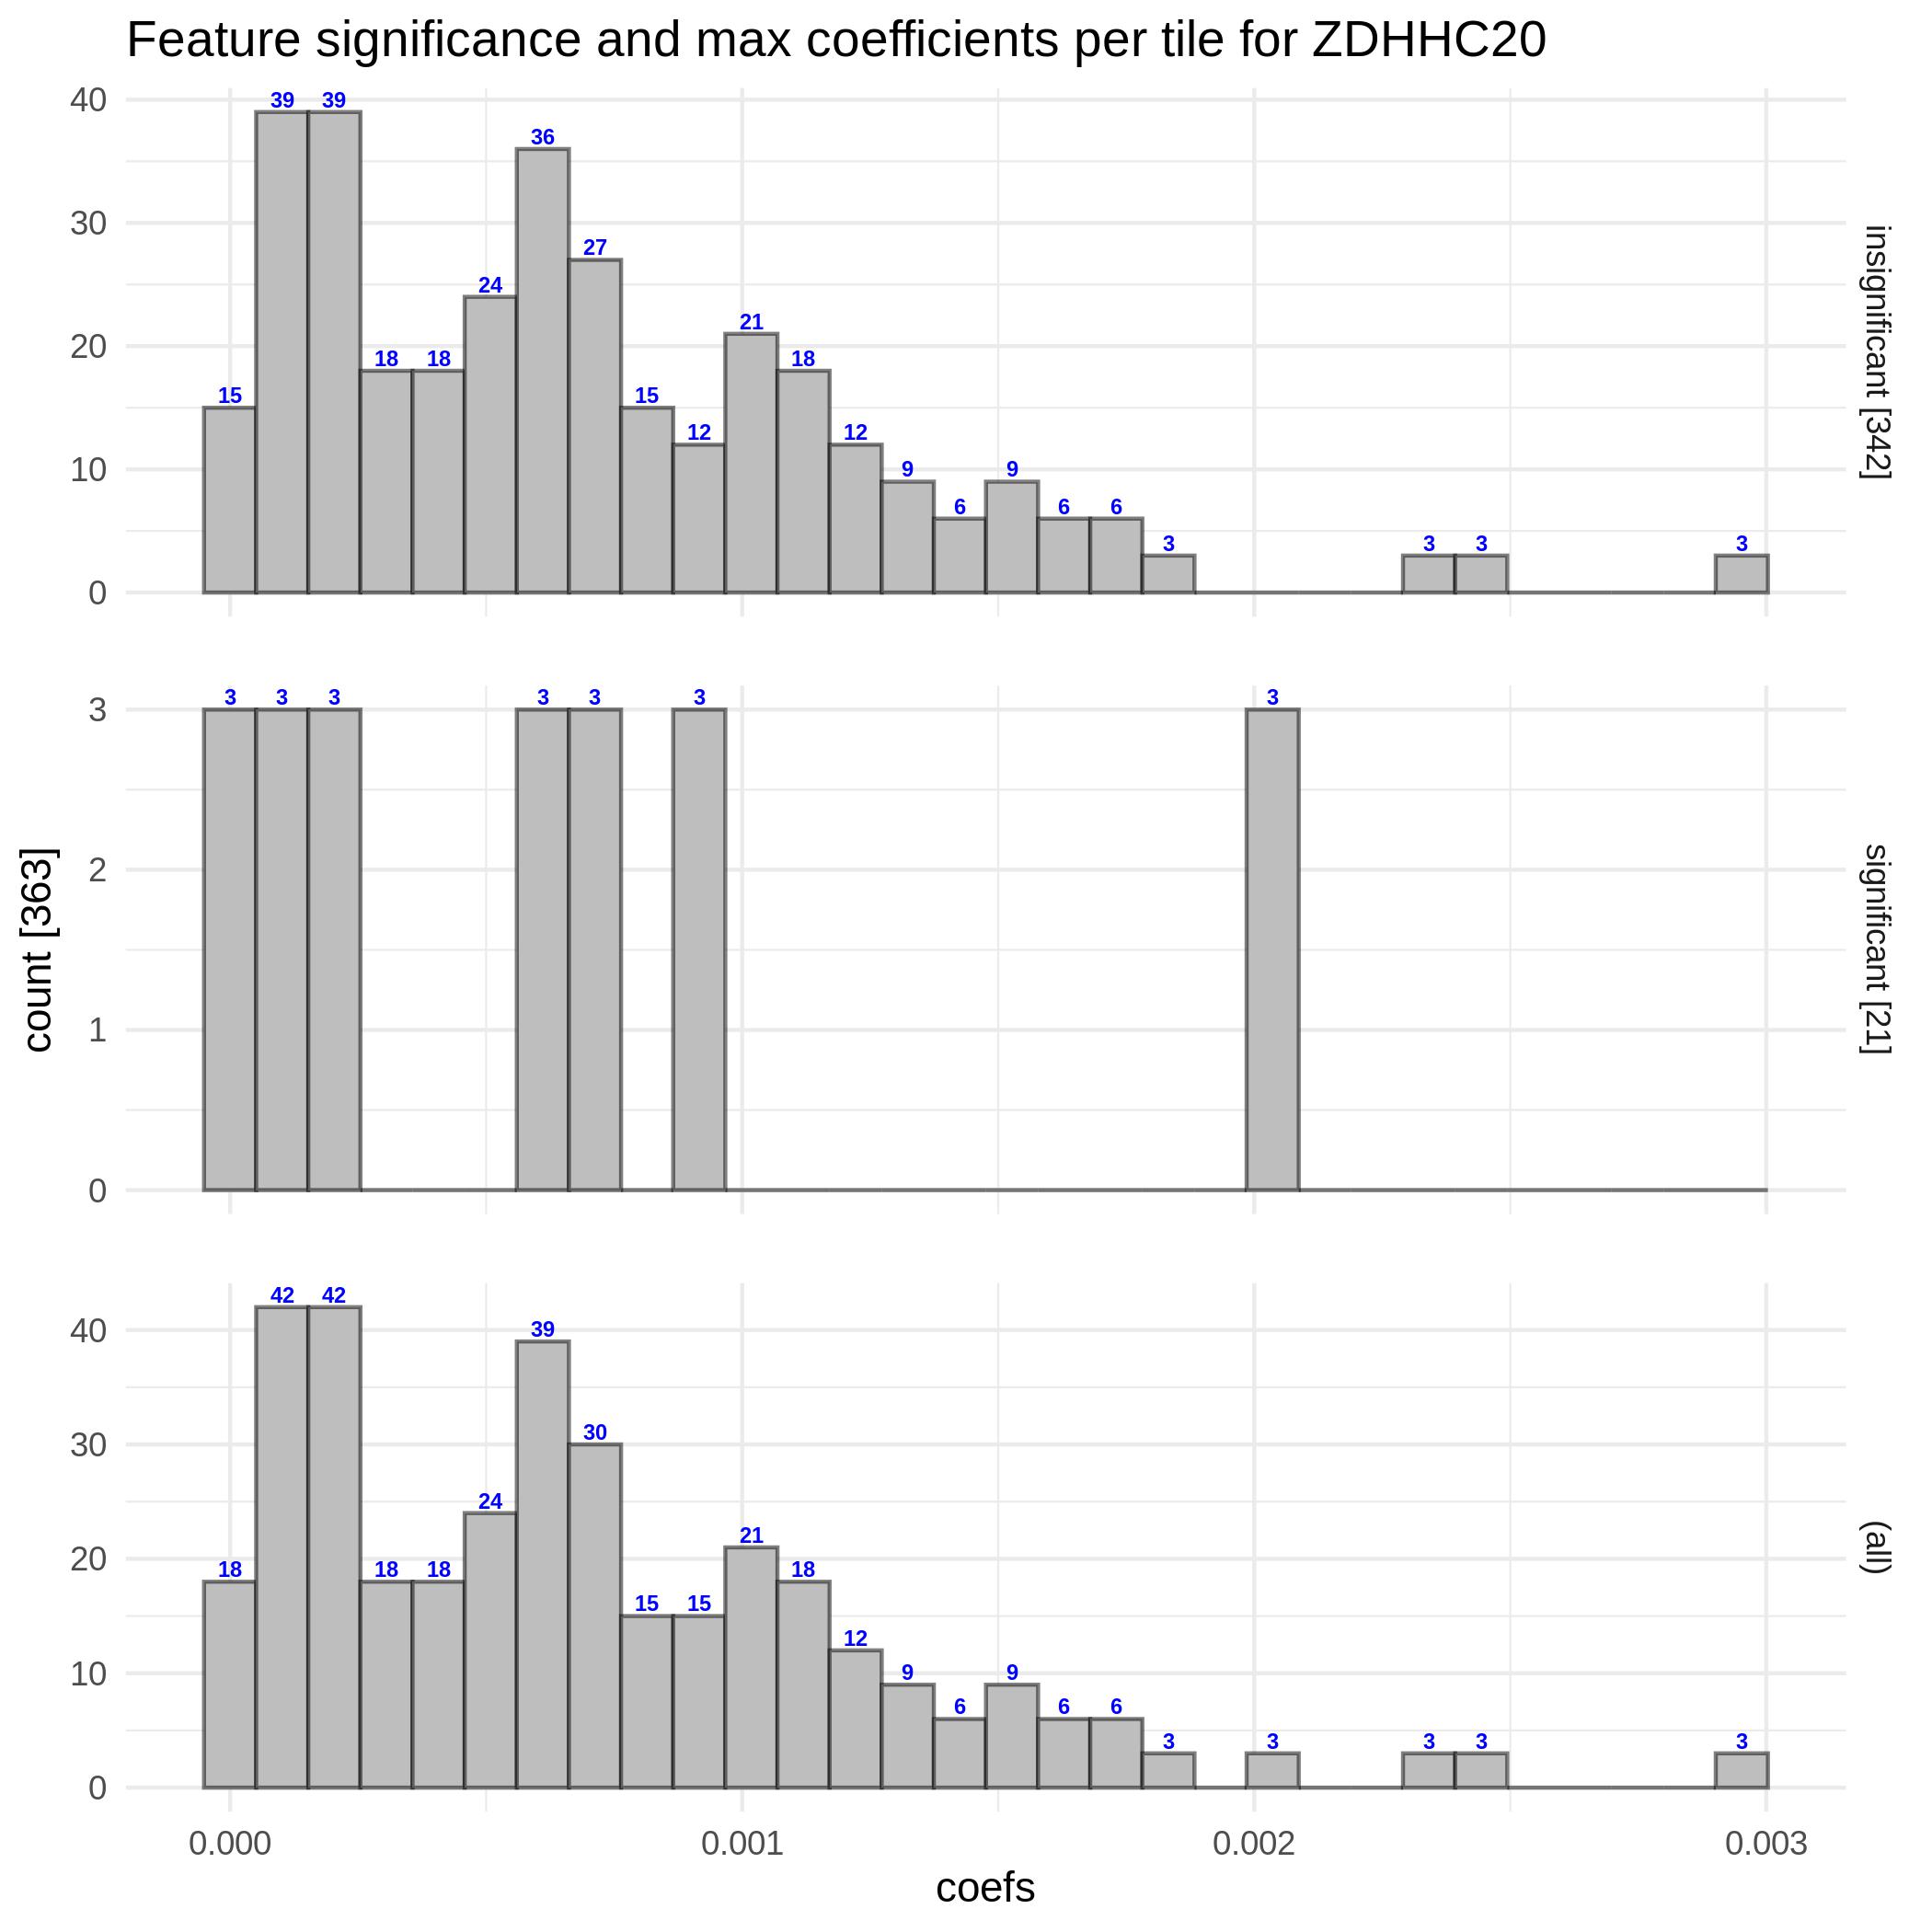 Feature significance and max coefficients per tile for ZDHHC20
count [363]
40
30
20
10
0
15 39 39 18 18 24 36 27 15 12 21 18 12 9 6 9 6 6 3 3 3 3
insignificant [342]
3
2
1
0
3 3 3 3 3 3 3
significant [21]
40
30
20
10
0
18 42 42 18 18 24 39 30 15 15 21 18 12 9 6 9 6 6 3 3 3 3 3
(all)
0.000 0.001 0.002 0.003
coefs